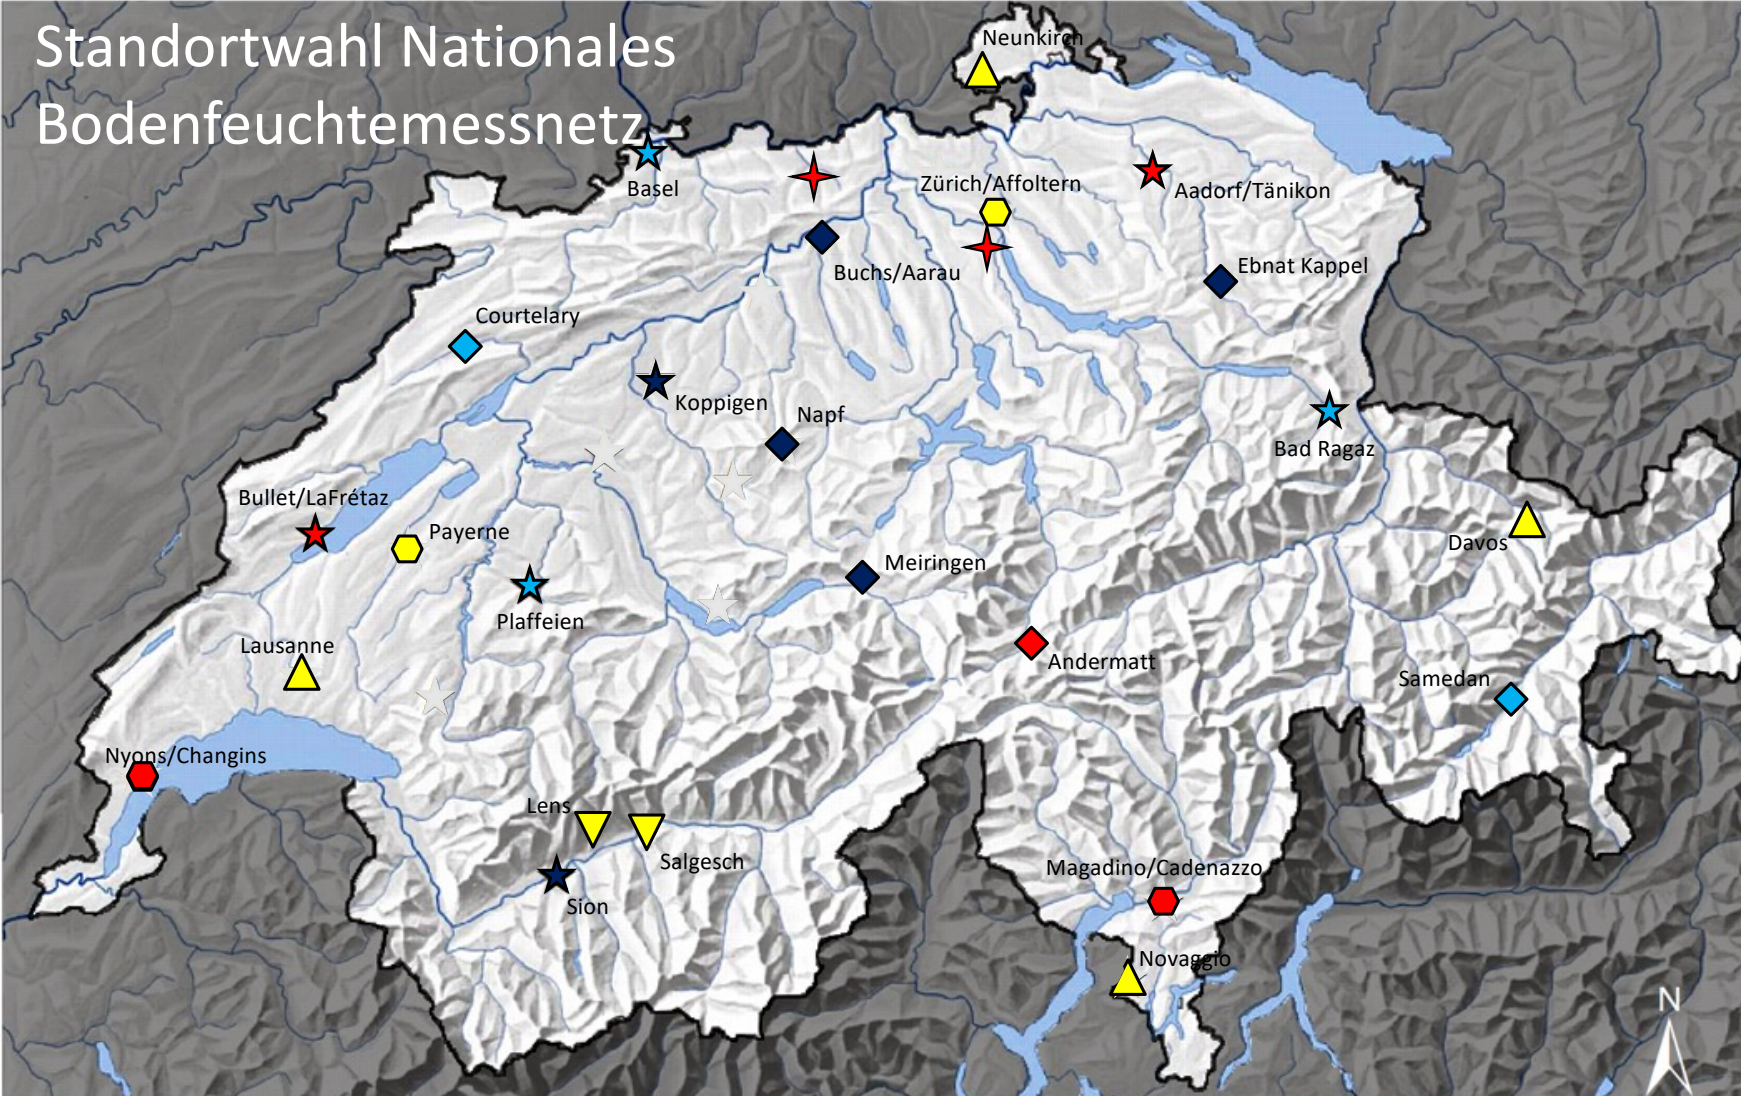 Standortwahl Nationales
Bodenfeuchtemessnetz
Neunkirch
Basel
Zürich/Affoltern
Aadorf/Tänikon
Buchs/Aarau
Ebnat Kappel
Courtelary
Koppigen
Napf
Bad Ragaz
Bullet/LaFrétaz
Payerne
Davos
Meiringen
Plaffeien
Lausanne
Andermatt
Samedan
Nyons/Changins
Lens
Salgesch
Magadino/Cadenazzo
Sion
Novaggio
N